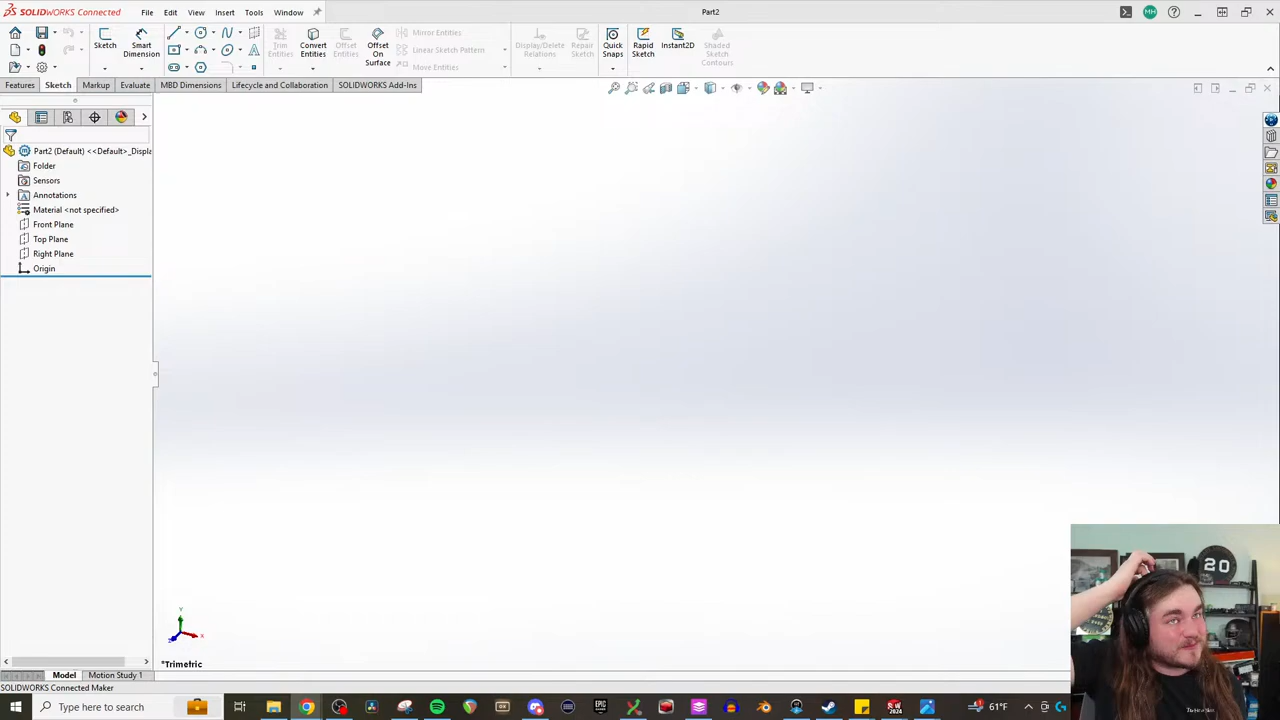 SOLIDWORKS Connected File Edit View Insert Tools Window Part2
Sketch
Smart Dimension
Trim Entities
Convert Entities
Offset Entities
Offset On Surface
Mirror Entities
Linear Sketch Pattern
Move Entities
Display/Delete Relations
Repair Sketch
Quick Snaps
Rapid Sketch
Instant2D
Shaded Sketch Contours
Features Sketch Markup Evaluate MBD Dimensions Lifecycle and Collaboration SOLIDWORKS Add-Ins
Part2 (Default) <<Default>_Displa
Folder
Sensors
Annotations
Material <not specified>
Front Plane
Top Plane
Right Plane
Origin
20
Y
X
Z
*Trimetric
Model Motion Study 1
SOLIDWORKS Connected Maker
Type here to search
61°F